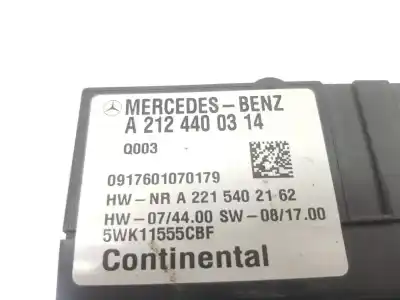 MERCEDES-BENZ
A 212 440 03 14
Q003
0917601070179
HW-NR A 221 540 21 62
HW-07/44.00 SW-08/17.00
5WK11555CBF
Continental